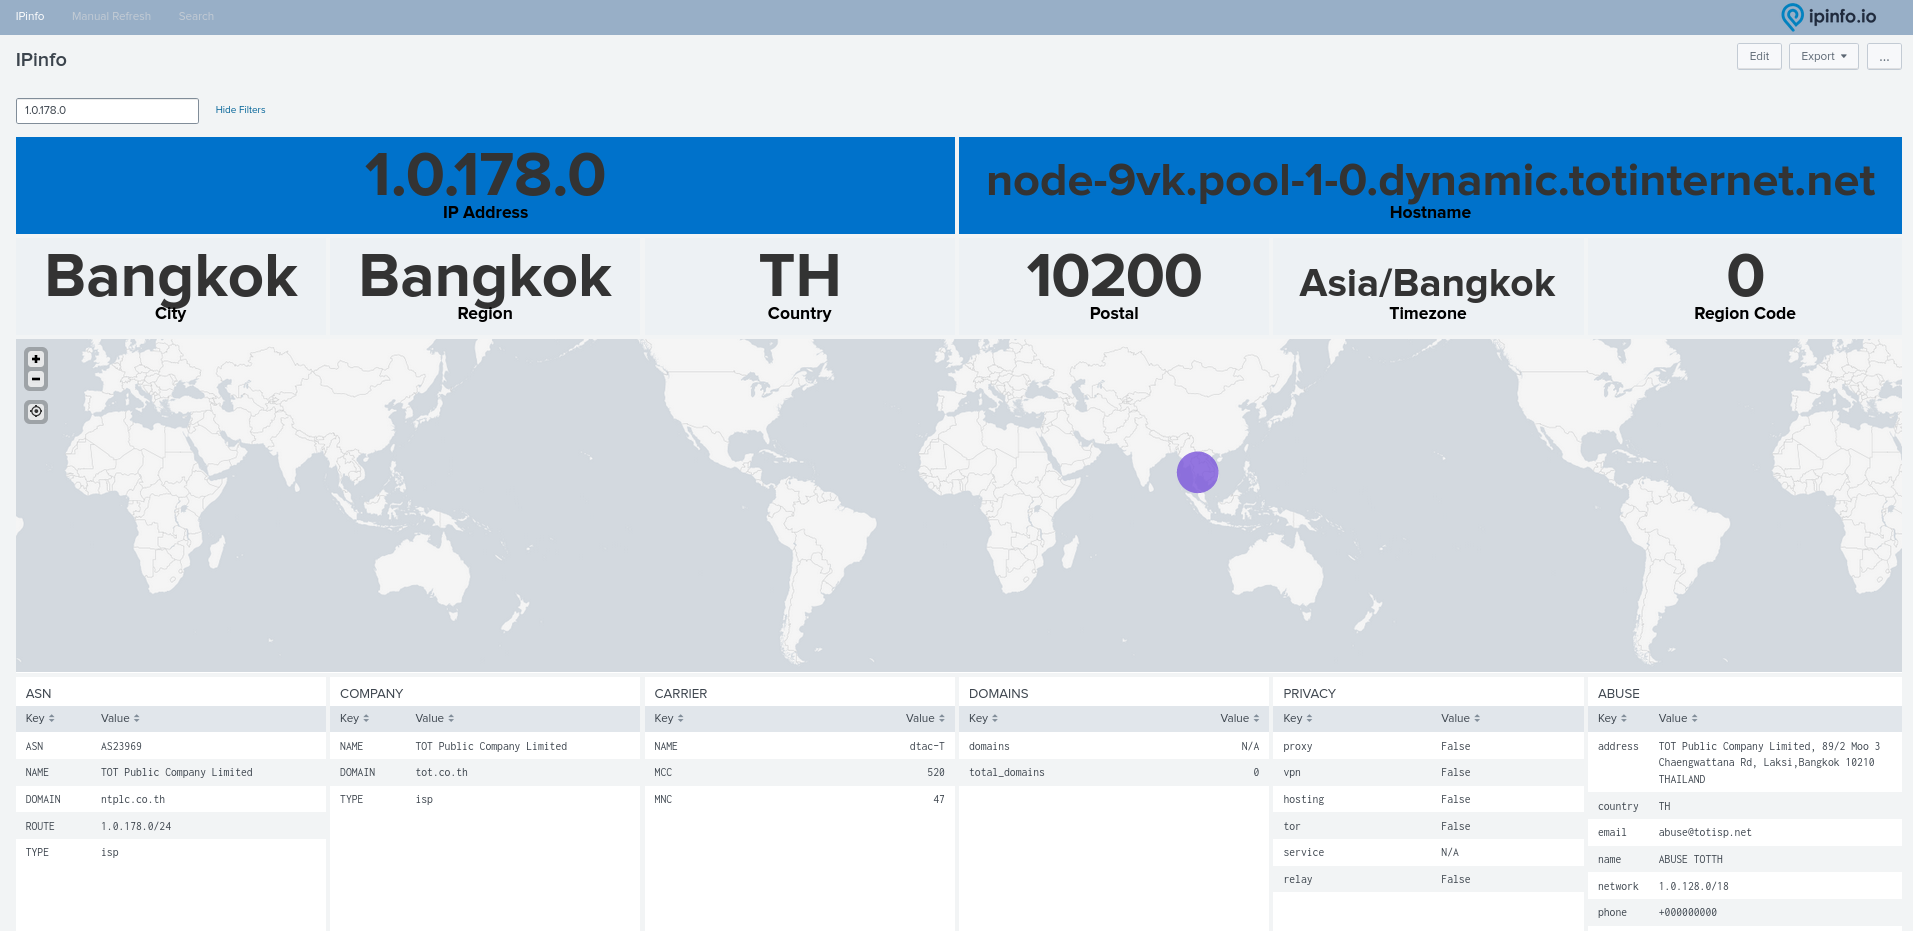 IPinfo Manual Refresh Search ipinfo.io
IPinfo
Edit Export ...
1.0.178.0 Hide Filters
1.0.178.0
IP Address
node-9vk.pool-1-0.dynamic.totinternet.net
Hostname
Bangkok
City
Bangkok
Region
TH
Country
10200
Postal
Asia/Bangkok
Timezone
0
Region Code
+
−
ASN
Key Value
ASN AS23969
NAME TOT Public Company Limited
DOMAIN ntplc.co.th
ROUTE 1.0.178.0/24
TYPE isp
COMPANY
Key Value
NAME TOT Public Company Limited
DOMAIN tot.co.th
TYPE isp
CARRIER
Key Value
NAME dtac-T
MCC 520
MNC 47
DOMAINS
Key Value
domains N/A
total_domains 0
PRIVACY
Key Value
proxy False
vpn False
hosting False
tor False
service N/A
relay False
ABUSE
Key Value
address TOT Public Company Limited, 89/2 Moo 3
Chaengwattana Rd, Laksi,Bangkok 10210
THAILAND
country TH
email abuse@totisp.net
name ABUSE TOTTH
network 1.0.128.0/18
phone +000000000